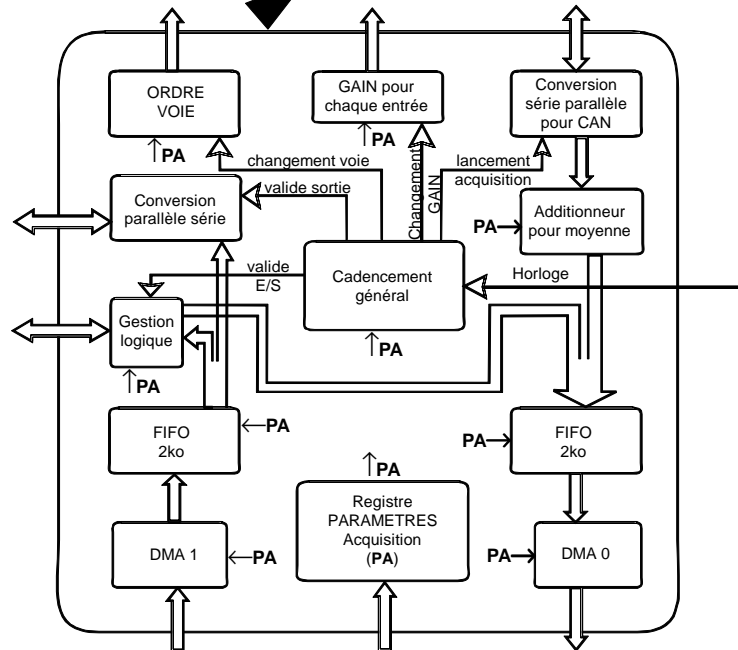 ORDRE
VOIE
GAIN pour
chaque entrée
Conversion
série parallèle
pour CAN
↑PA
↑PA
changement voie
Changement
GAIN
lancement
acquisition
Conversion
parallèle série
valide sortie
PA→
Additionneur
pour moyenne
valide
E/S
Cadencement
général
Horloge
Gestion
logique
↑PA
↑PA
FIFO
2ko
←PA
PA→
FIFO
2ko
↑PA
Registre
PARAMETRES
Acquisition
(PA)
DMA 1
←PA
PA→
DMA 0